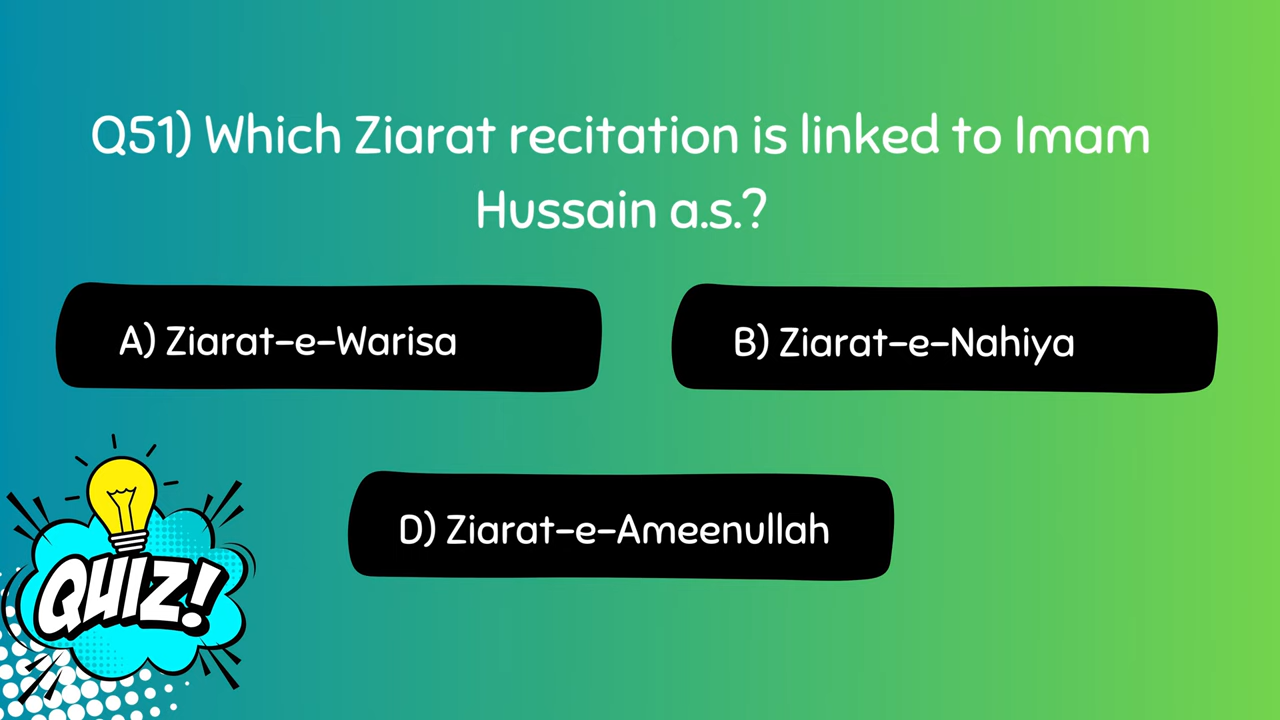 Q51) Which Ziarat recitation is linked to Imam
Hussain a.s.?
A) Ziarat-e-Warisa
B) Ziarat-e-Nahiya
D) Ziarat-e-Ameenullah
QUIZ!